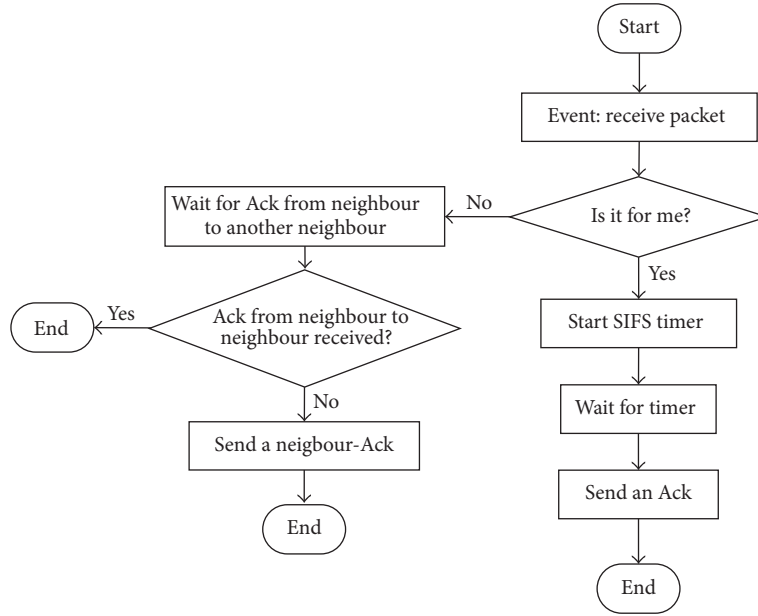 Start
Event: receive packet
Is it for me?
No
Wait for Ack from neighbour
to another neighbour
Yes
Start SIFS timer
Wait for timer
Send an Ack
End
Ack from neighbour to
neighbour received?
Yes
End
No
Send a neigbour-Ack
End